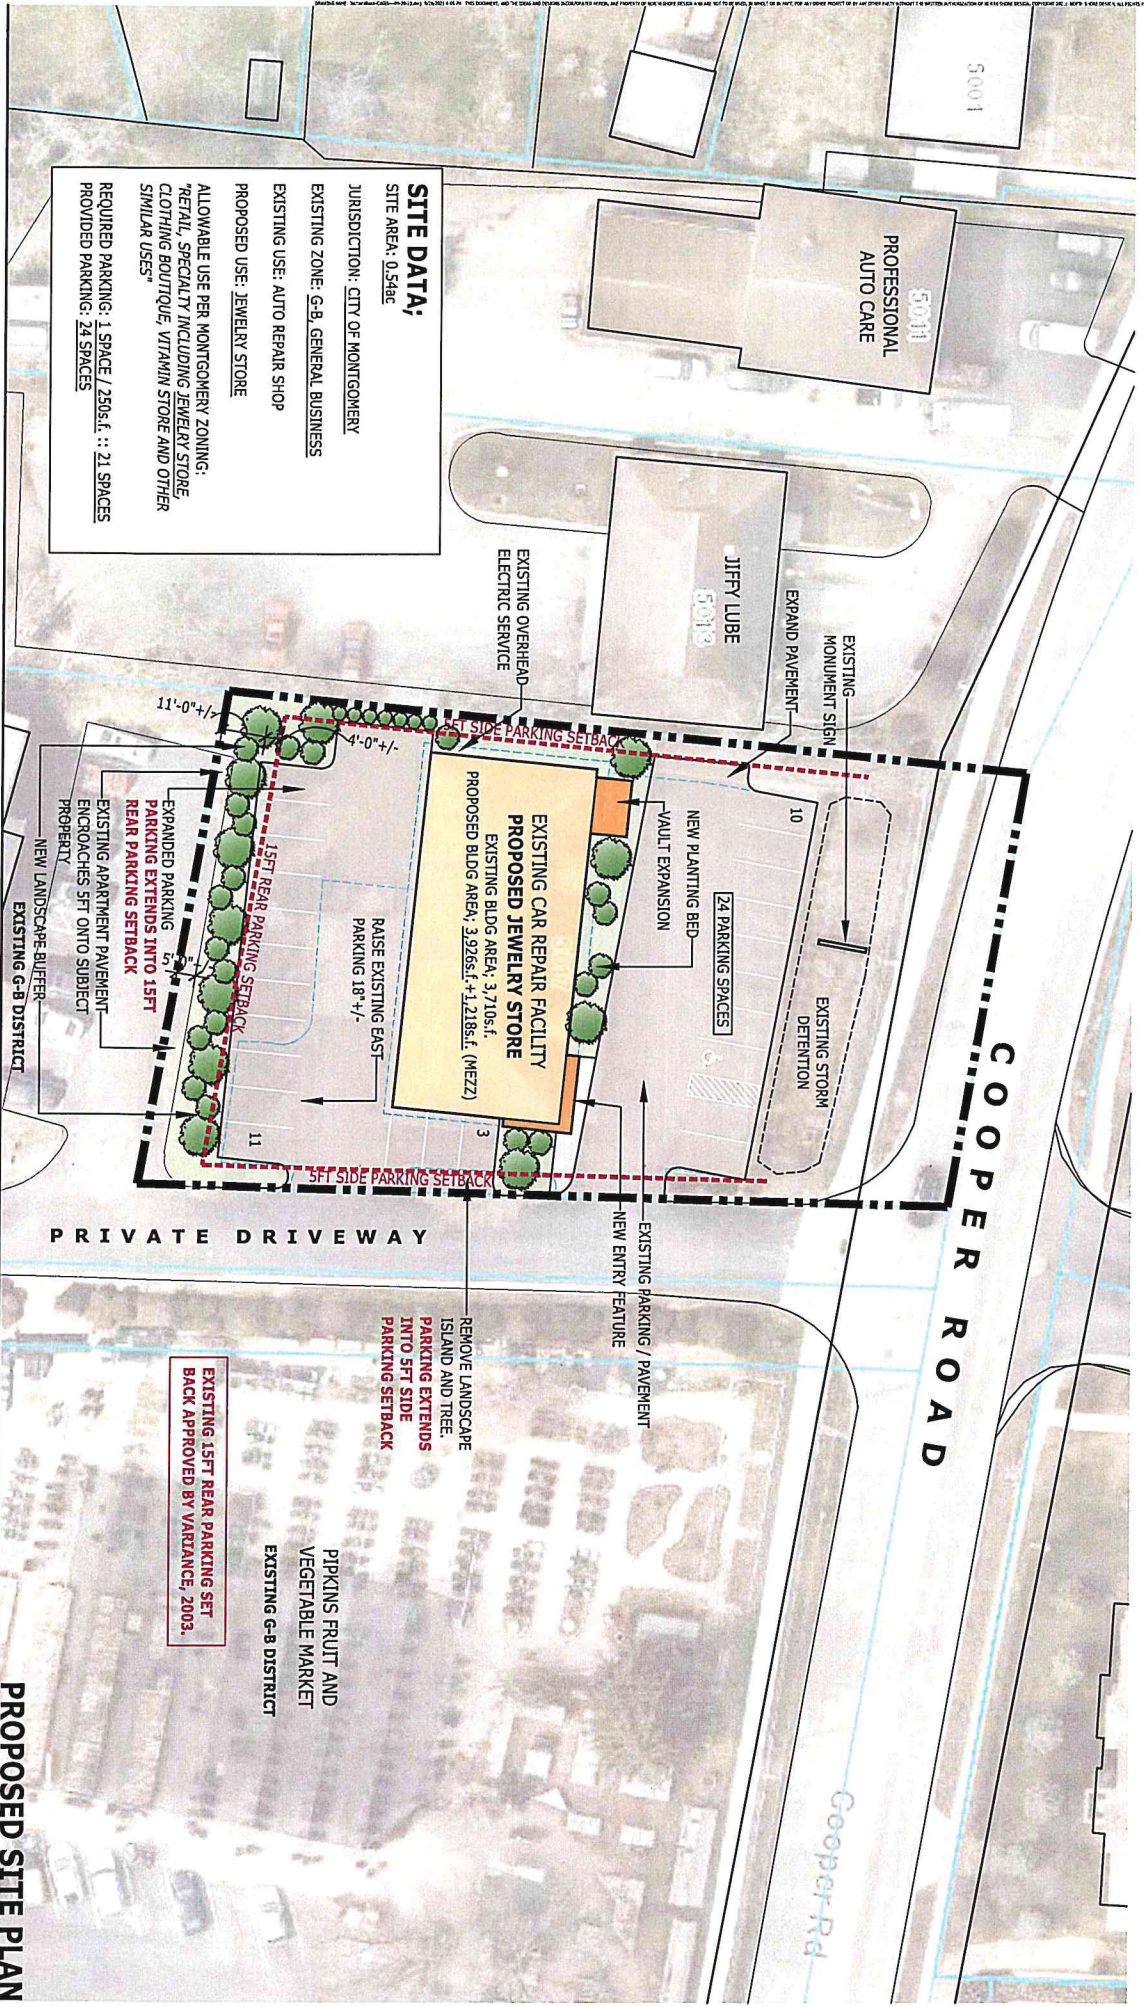 5001
5011
PROFESSIONAL
AUTO CARE
JIFFY LUBE
5013
SITE DATA;
SITE AREA: 0.54ac
JURISDICTION: CITY OF MONTGOMERY
EXISTING ZONE: G-B, GENERAL BUSINESS
EXISTING USE: AUTO REPAIR SHOP
PROPOSED USE: JEWELRY STORE
ALLOWABLE USE PER MONTGOMERY ZONING:
"RETAIL, SPECIALTY INCLUDING JEWELRY STORE,
CLOTHING BOUTIQUE, VITAMIN STORE AND OTHER
SIMILAR USES"
REQUIRED PARKING: 1 SPACE / 250s.f. :: 21 SPACES
PROVIDED PARKING: 24 SPACES
EXISTING
MONUMENT SIGN
EXPAND PAVEMENT
EXISTING OVERHEAD
ELECTRIC SERVICE
COOPER ROAD
EXISTING STORM
DETENTION
10
24 PARKING SPACES
NEW PLANTING BED
VAULT EXPANSION
5FT SIDE PARKING SETBACK
EXISTING CAR REPAIR FACILITY
PROPOSED JEWELRY STORE
EXISTING BLDG AREA; 3,710s.f.
PROPOSED BLDG AREA; 3,926s.f.+1,218s.f. (MEZZ)
3
RAISE EXISTING EAST
PARKING 18"+/-
11
11'-0"+/-
4'-0"+/-
15FT REAR PARKING SETBACK
5'-0"
5FT SIDE PARKING SETBACK
EXPANDED PARKING
PARKING EXTENDS INTO 15FT
REAR PARKING SETBACK
EXISTING APARTMENT PAVEMENT
ENCROACHES 5FT ONTO SUBJECT
PROPERTY
NEW LANDSCAPE BUFFER
EXISTING G-B DISTRICT
PRIVATE DRIVEWAY
EXISTING PARKING / PAVEMENT
NEW ENTRY FEATURE
REMOVE LANDSCAPE
ISLAND AND TREE.
PARKING EXTENDS
INTO 5FT SIDE
PARKING SETBACK
EXISTING 15FT REAR PARKING SET
BACK APPROVED BY VARIANCE, 2003.
PIPKINS FRUIT AND
VEGETABLE MARKET
EXISTING G-B DISTRICT
Cooper Rd
PROPOSED SITE PLAN